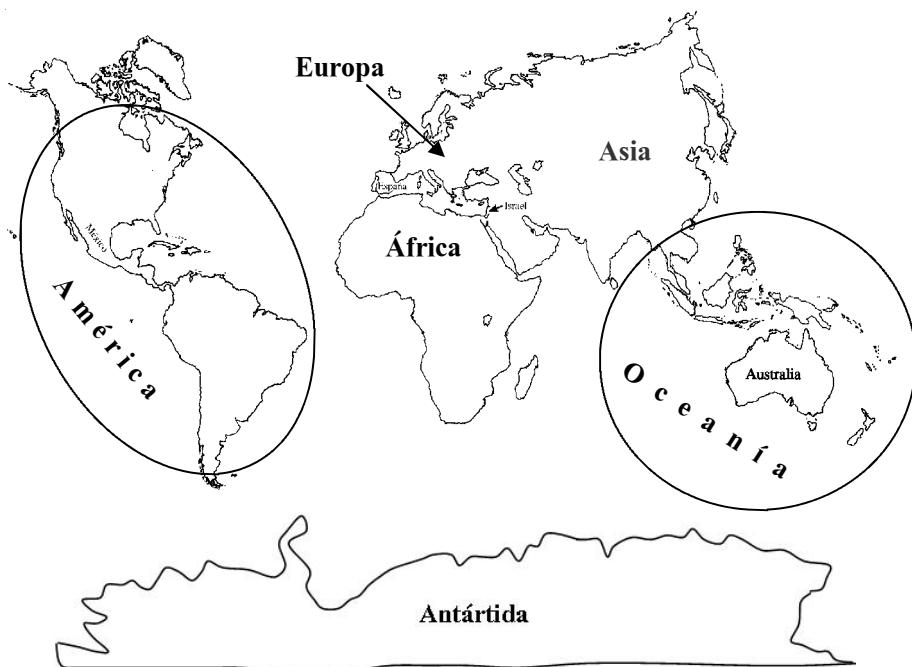 Europa
Asia
España
Israel
México
África
América
Australia
Oceanía
Antártida